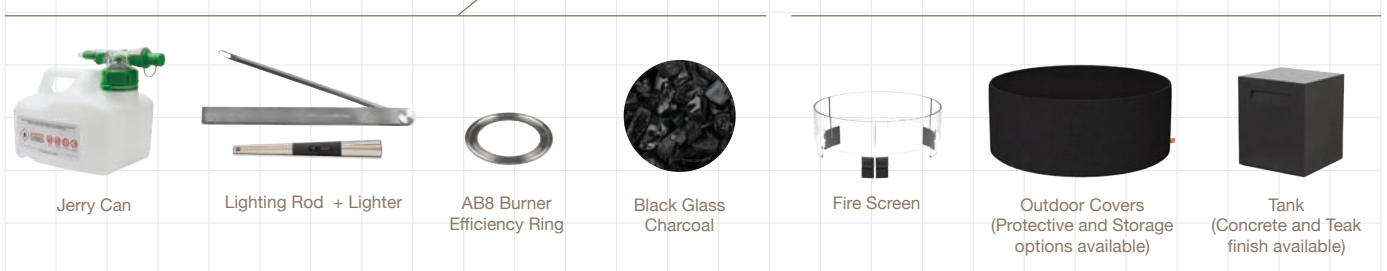 Jerry Can
Lighting Rod + Lighter
AB8 Burner
Efficiency Ring
Black Glass
Charcoal
Fire Screen
Outdoor Covers
(Protective and Storage
options available)
Tank
(Concrete and Teak
finish available)